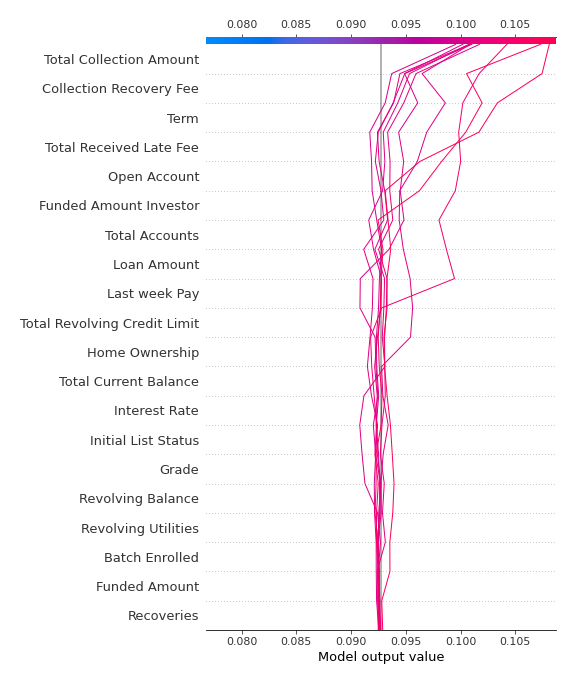 0.080 0.085 0.090 0.095 0.100 0.105
Total Collection Amount
Collection Recovery Fee
Term
Total Received Late Fee
Open Account
Funded Amount Investor
Total Accounts
Loan Amount
Last week Pay
Total Revolving Credit Limit
Home Ownership
Total Current Balance
Interest Rate
Initial List Status
Grade
Revolving Balance
Revolving Utilities
Batch Enrolled
Funded Amount
Recoveries
0.080 0.085 0.090 0.095 0.100 0.105
Model output value